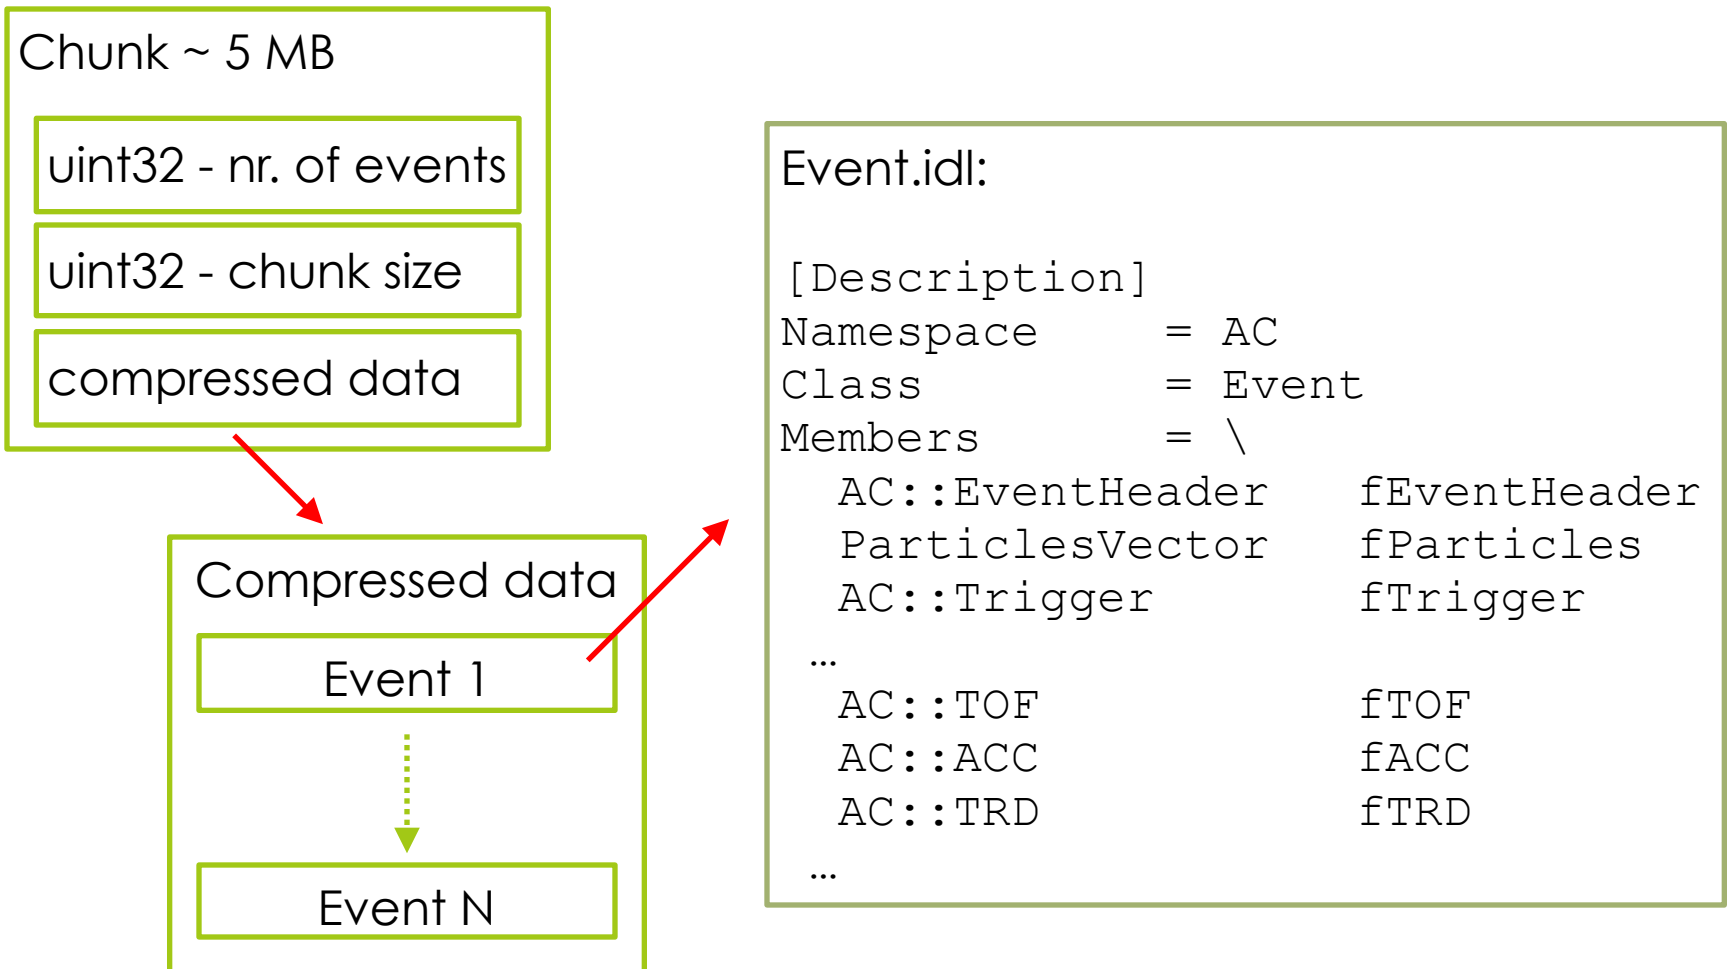 Chunk ~ 5 MB
uint32 - nr. of events
uint32 - chunk size
compressed data
Compressed data
Event 1
Event N
Event.idl:
[Description]
Namespace = AC
Class = Event
Members = \
AC::EventHeader fEventHeader
ParticlesVector fParticles
AC::Trigger fTrigger
…
AC::TOF fTOF
AC::ACC fACC
AC::TRD fTRD
…